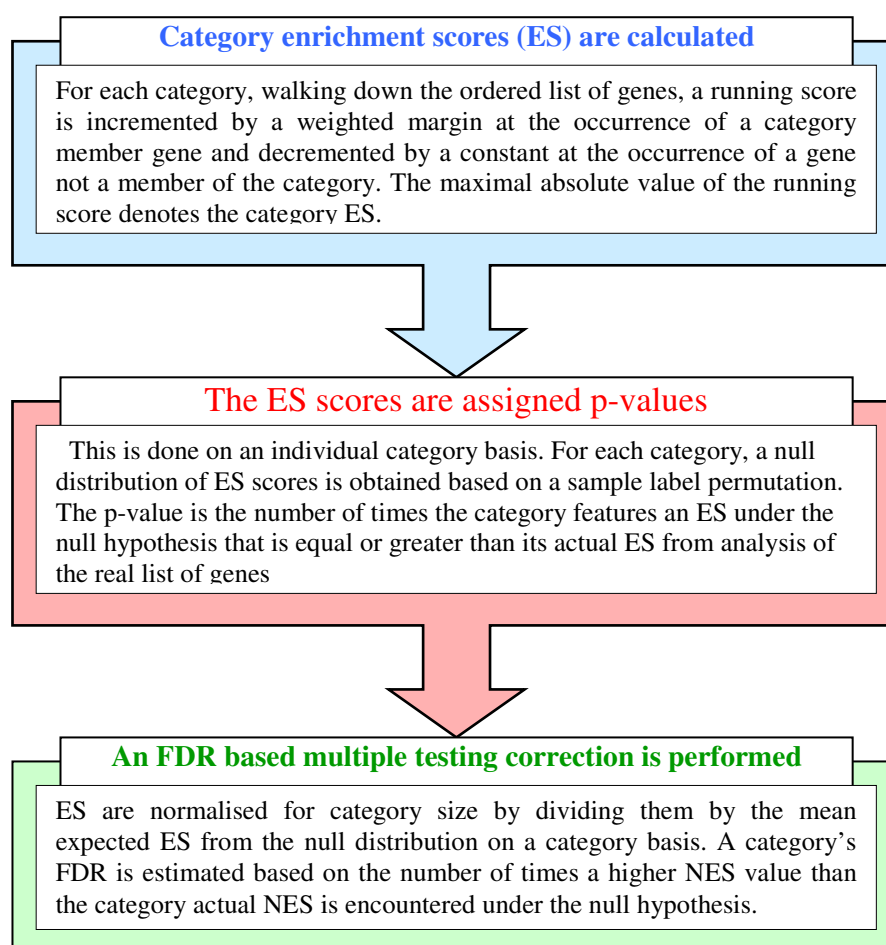 Category enrichment scores (ES) are calculated
For each category, walking down the ordered list of genes, a running score
is incremented by a weighted margin at the occurrence of a category
member gene and decremented by a constant at the occurrence of a gene
not a member of the category. The maximal absolute value of the running
score denotes the category ES.
The ES scores are assigned p-values
This is done on an individual category basis. For each category, a null
distribution of ES scores is obtained based on a sample label permutation.
The p-value is the number of times the category features an ES under the
null hypothesis that is equal or greater than its actual ES from analysis of
the real list of genes
An FDR based multiple testing correction is performed
ES are normalised for category size by dividing them by the mean
expected ES from the null distribution on a category basis. A category’s
FDR is estimated based on the number of times a higher NES value than
the category actual NES is encountered under the null hypothesis.